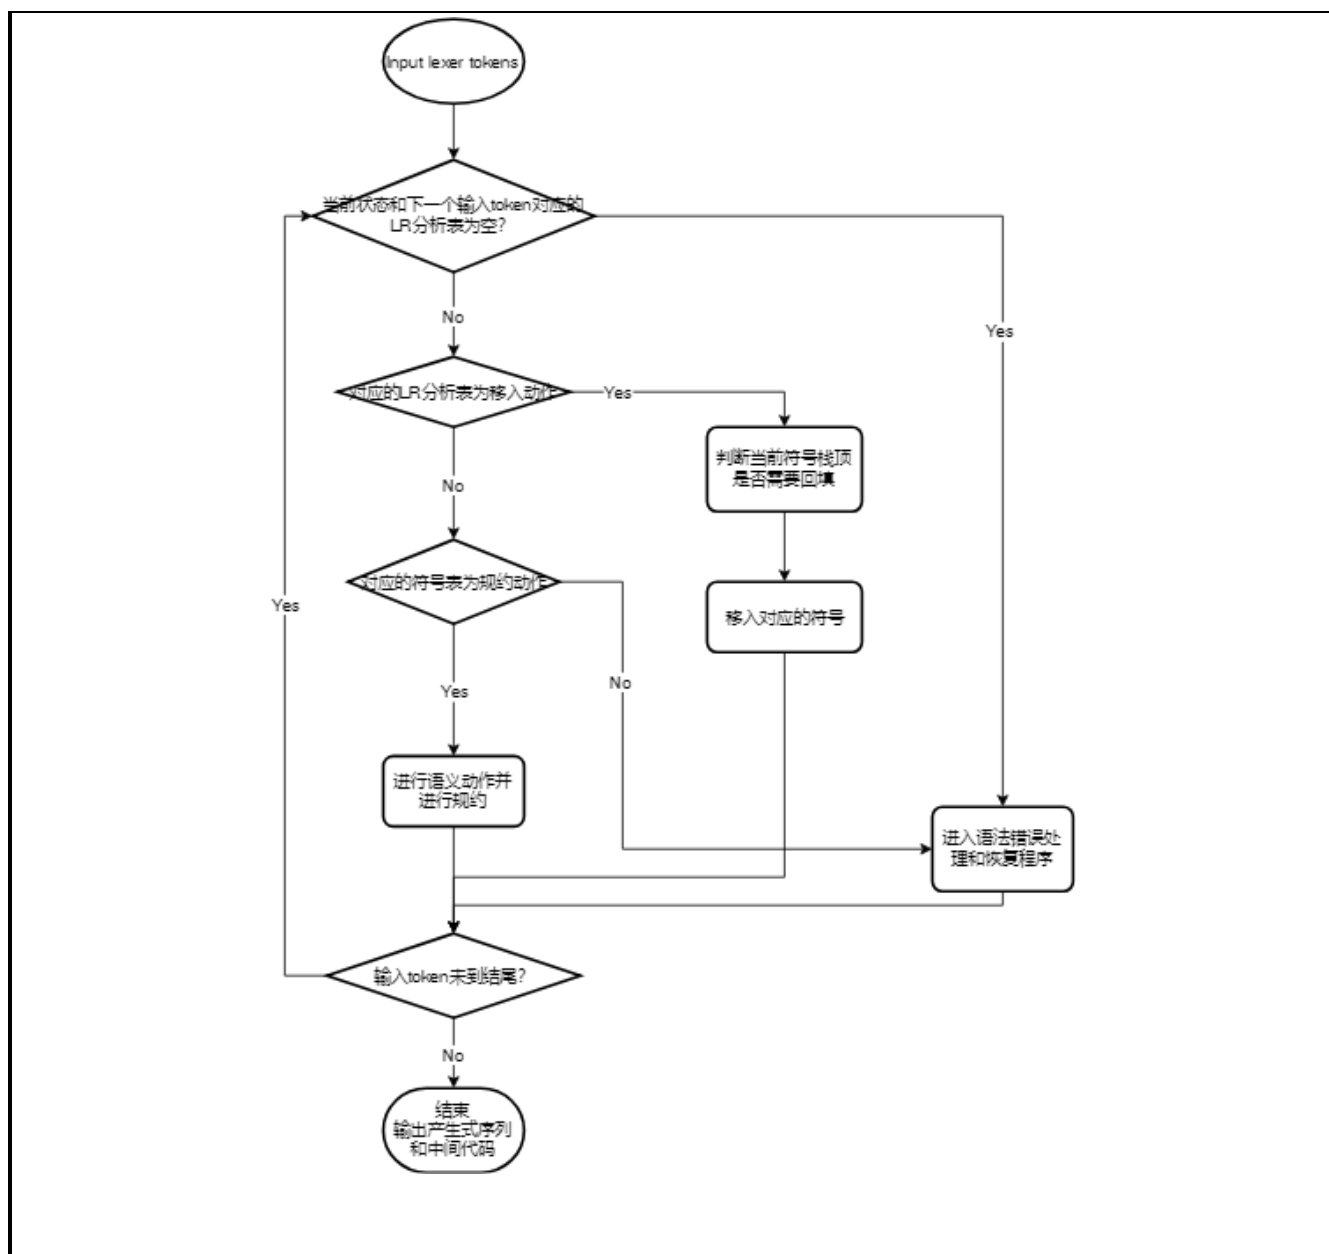 Input lexer tokens
当前状态和下一个输入token对应的
LR分析表为空?
No
Yes
对应的LR分析表为移入动作
Yes
判断当前符号栈顶
是否需要回填
No
对应的符号表为规约动作
移入对应的符号
Yes
Yes
No
进行语义动作并
进行规约
进入语法错误处
理和恢复程序
输入token未到结尾?
No
结束
输出产生式序列
和中间代码